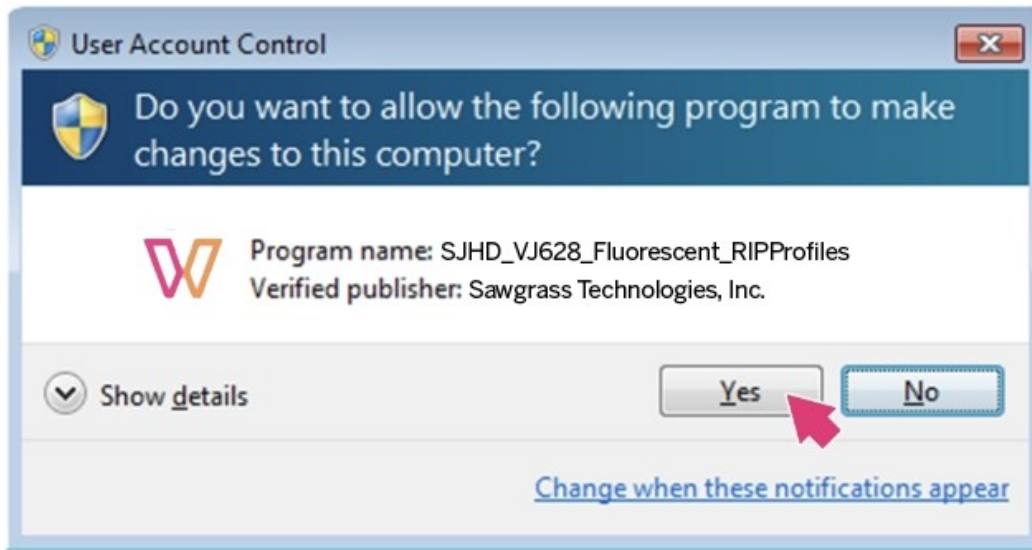 User Account Control
Do you want to allow the following program to make
changes to this computer?
Program name: SJHD_VJ628_Fluorescent_RIPProfiles
Verified publisher: Sawgrass Technologies, Inc.
Show details
Yes
No
Change when these notifications appear